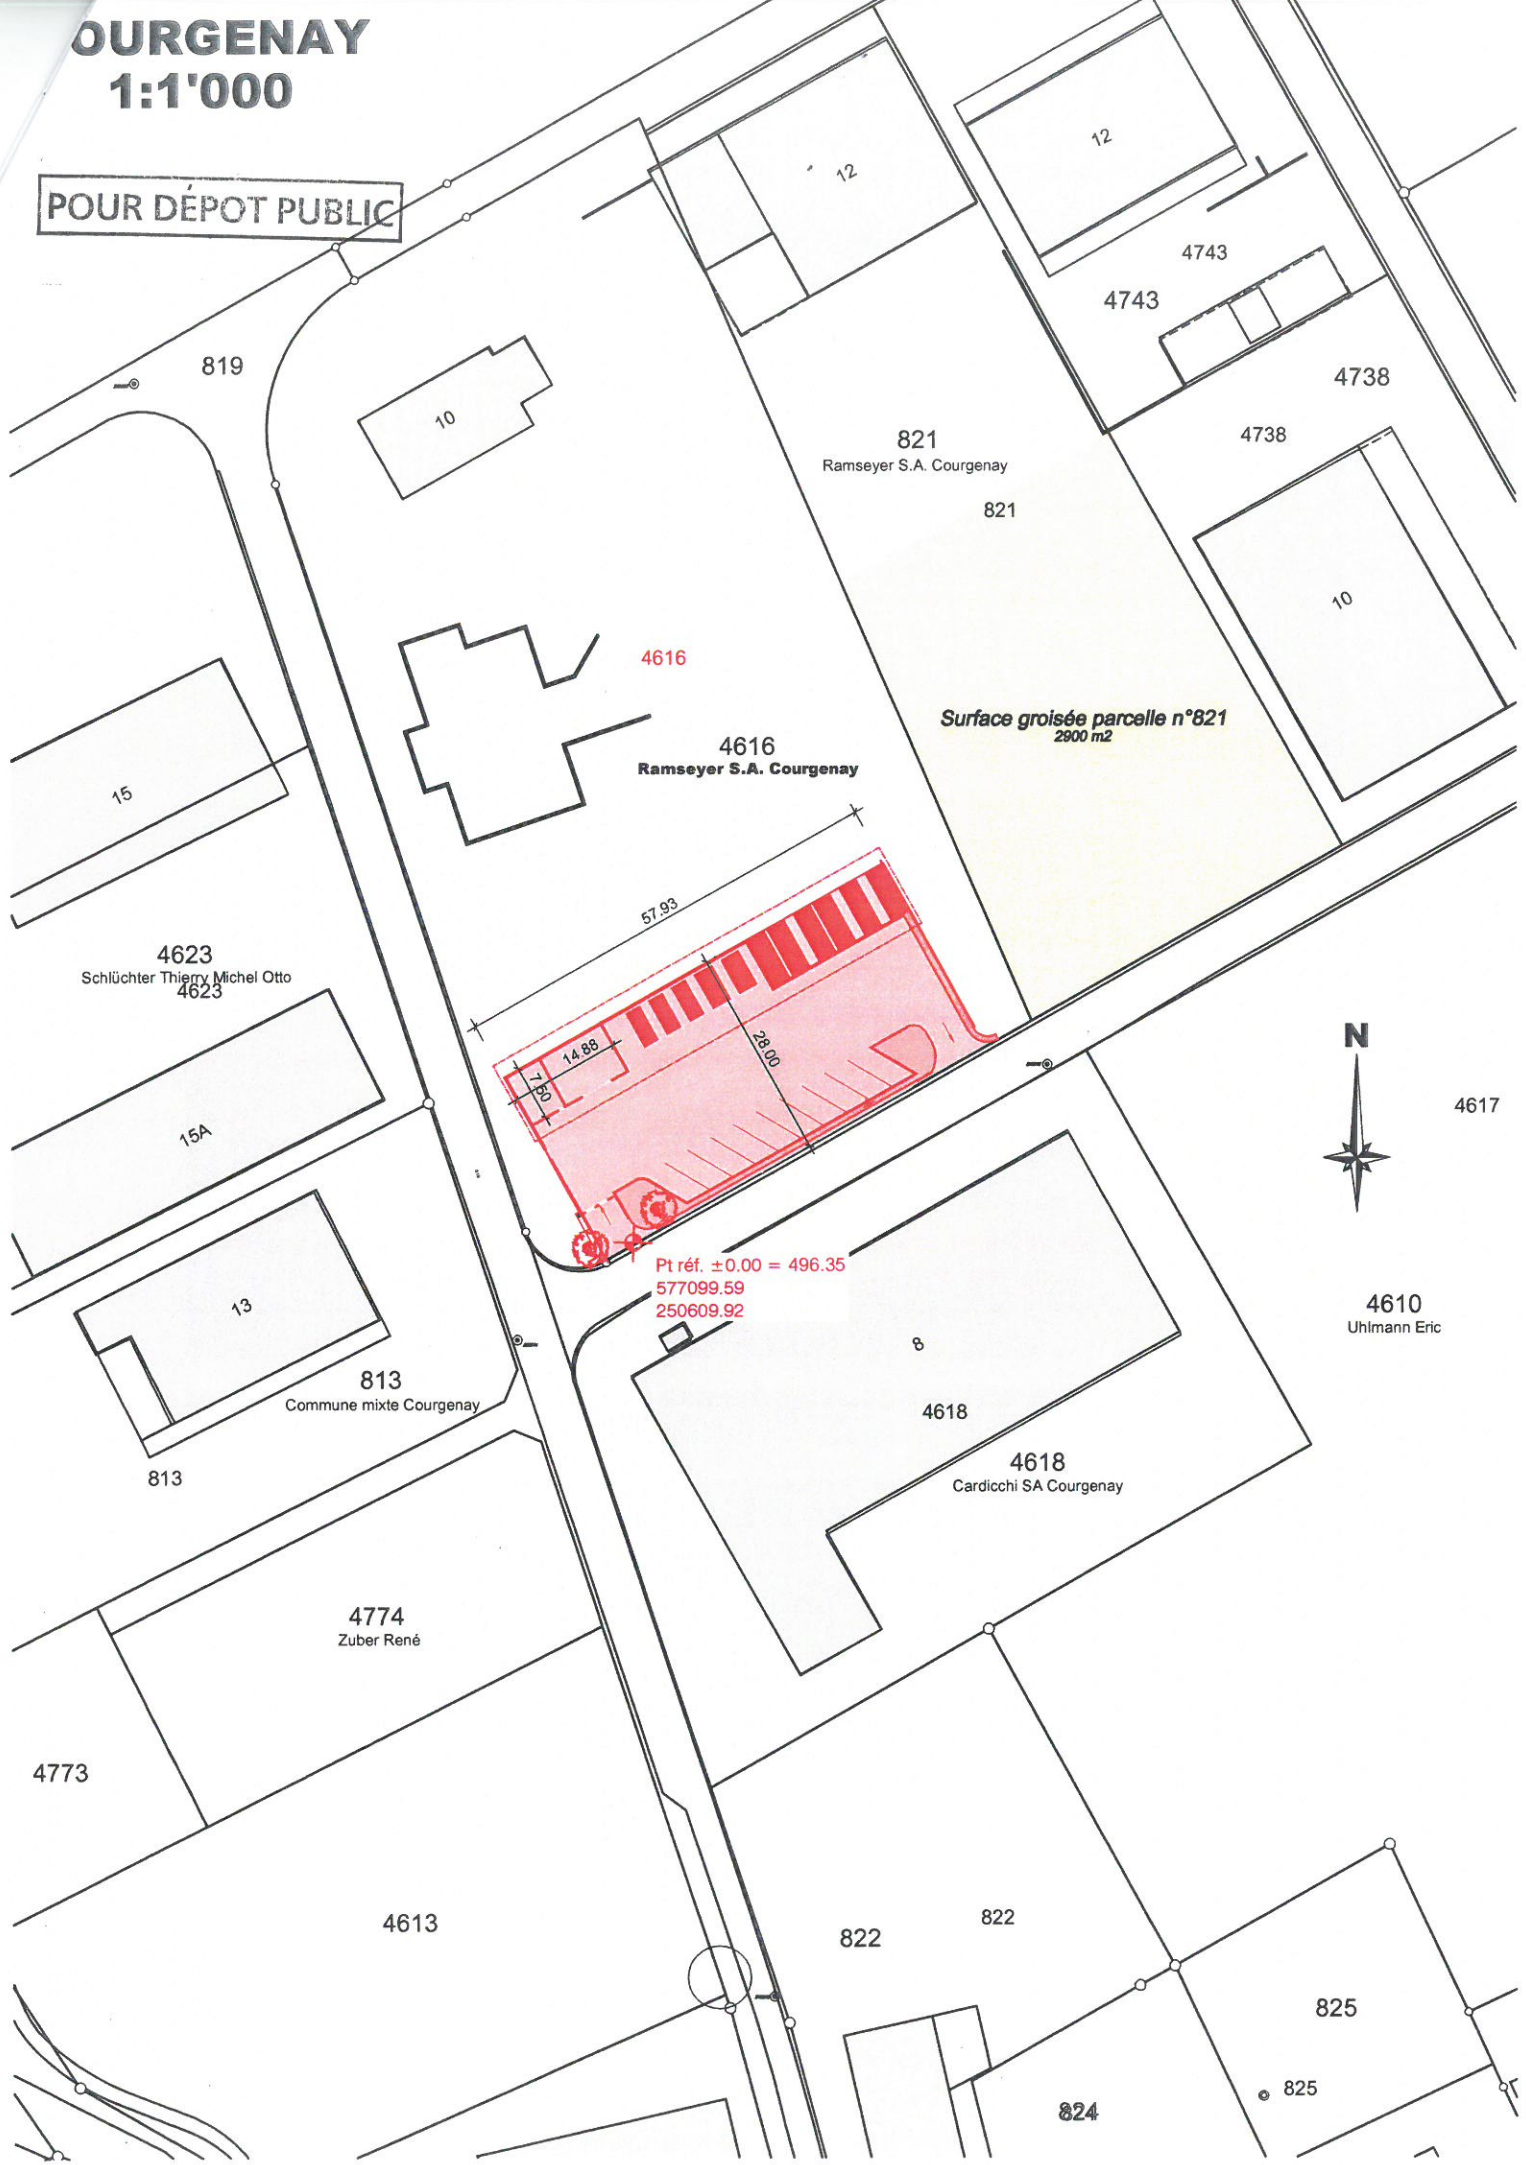 OURGENAY
1:1'000
POUR DÉPOT PUBLIC
12
12
4743
4743
819
4738
10
4738
821
Ramseyer S.A. Courgenay
821
10
4616
Surface groisée parcelle n°821
2900 m2
4616
Ramseyer S.A. Courgenay
15
57.93
4623
Schlüchter Thierry Michel Otto
4623
14.88
28.00
7.60
N
4617
15A
Pt réf. ±0.00 = 496.35
577099.59
250609.92
13
4610
Uhlmann Eric
8
813
Commune mixte Courgenay
4618
4618
Cardicchi SA Courgenay
813
4774
Zuber René
4773
4613
822
822
825
825
824